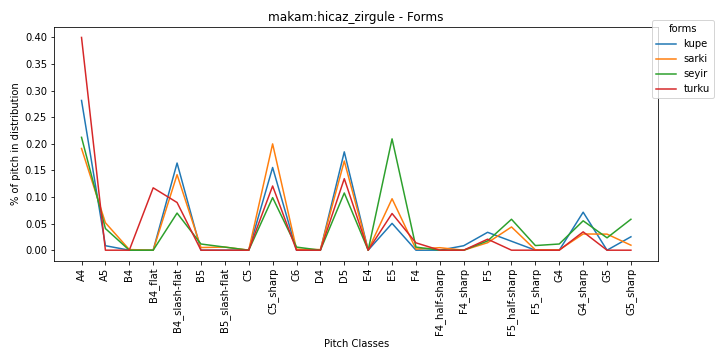 makam:hicaz_zirgule - Forms
forms
kupe
sarki
seyir
turku
% of pitch in distribution
0.40
0.35
0.30
0.25
0.20
0.15
0.10
0.05
0.00
A4
A5
B4
B4_flat
B4_slash-flat
B5
B5_slash-flat
C5
C5_sharp
C6
D4
D5
E4
E5
F4
F4_half-sharp
F4_sharp
F5
F5_half-sharp
F5_sharp
G4
G4_sharp
G5
G5_sharp
Pitch Classes